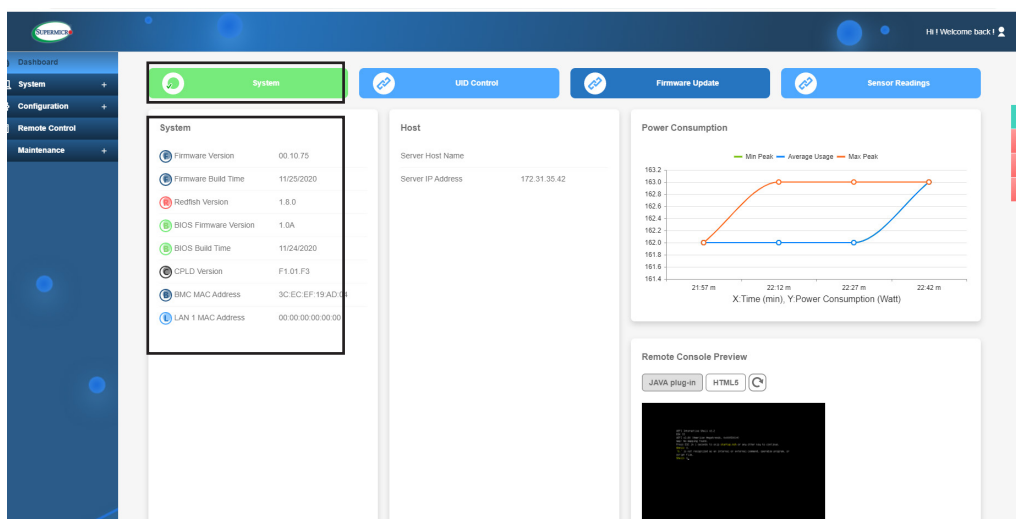 SUPERMICR
Hi ! Welcome back !
Dashboard
System +
Configuration +
Remote Control
Maintenance +
System
UID Control
Firmware Update
Sensor Readings
System
Firmware Version 00.10.75
Firmware Build Time 11/25/2020
Redfish Version 1.8.0
BIOS Firmware Version 1.0A
BIOS Build Time 11/24/2020
CPLD Version F1.01.F3
BMC MAC Address 3C:EC:EF:19:AD:04
LAN 1 MAC Address 00:00:00:00:00:00
Host
Server Host Name
Server IP Address 172.31.35.42
Power Consumption
Min Peak Average Usage Max Peak
163.2
163.0
162.8
162.6
162.4
162.2
162.0
161.8
161.6
161.4
21:57 m 22:12 m 22:27 m 22:42 m
X:Time (min), Y:Power Consumption (Watt)
Remote Console Preview
JAVA plug-in HTML5